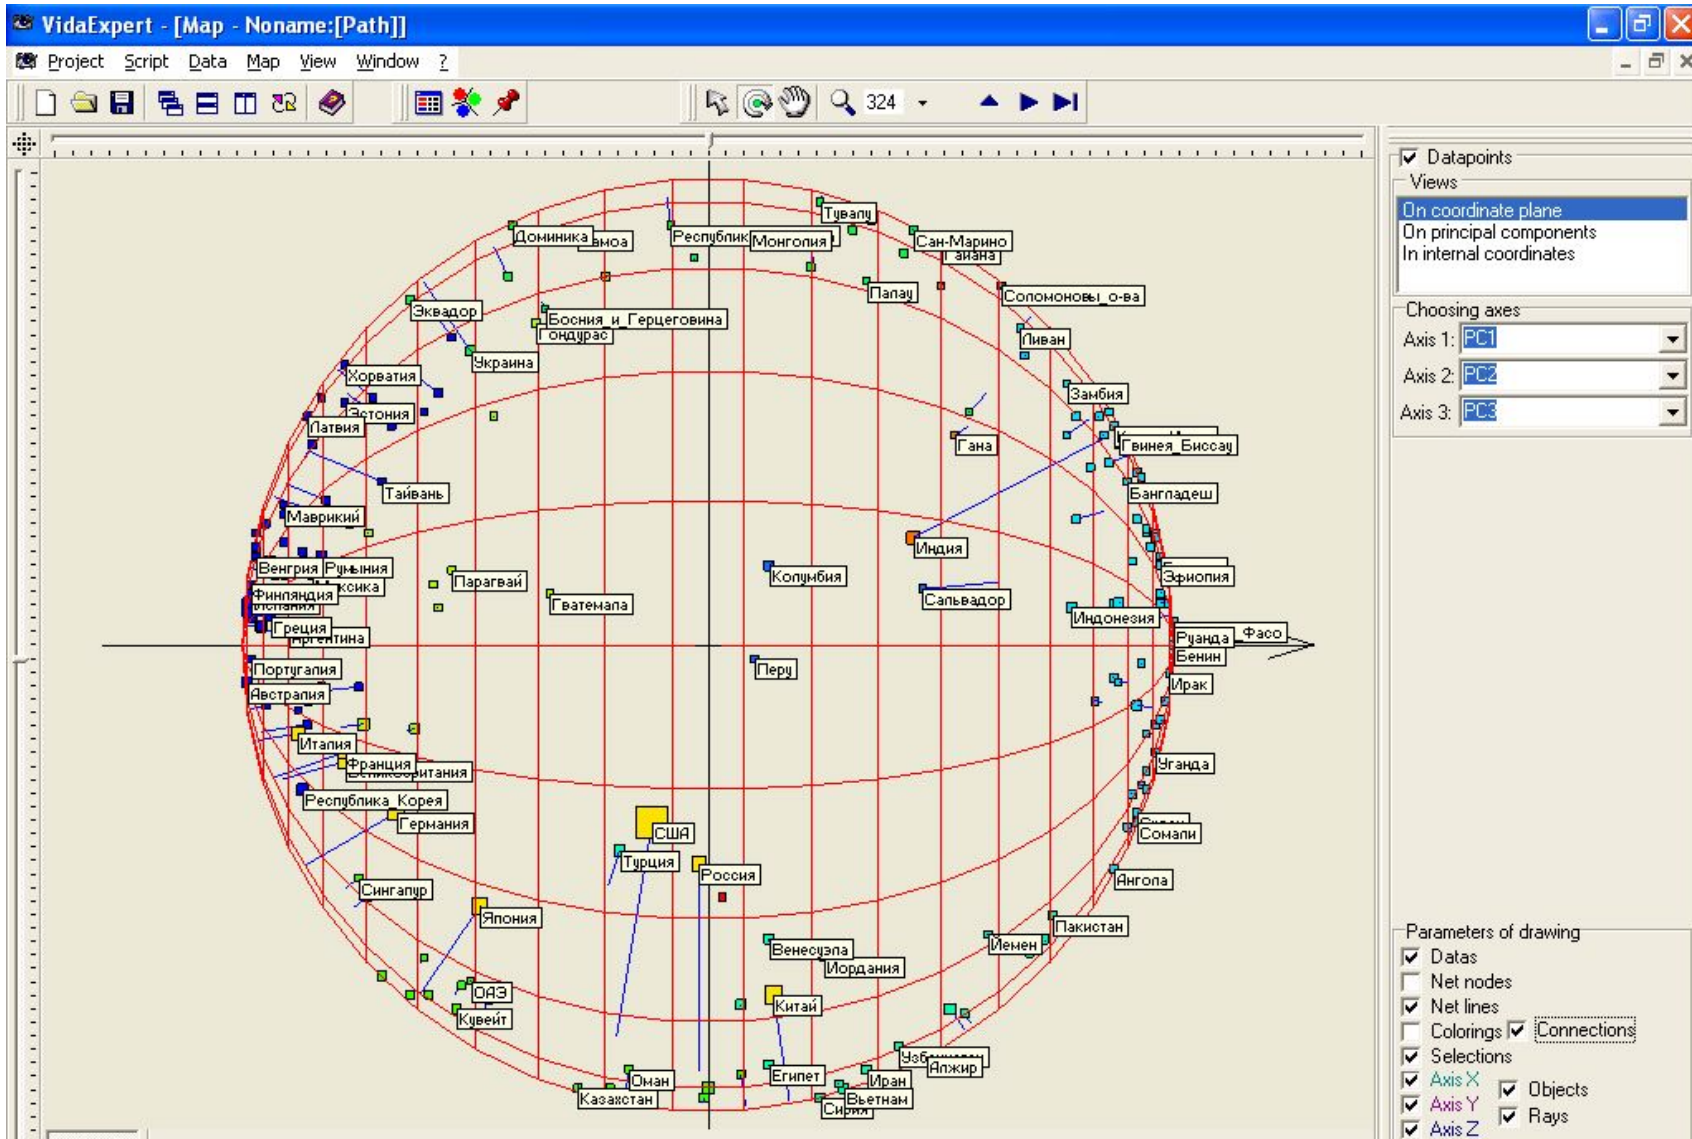 VidaExpert - [Map - Noname:[Path]]
Project Script Data Map View Window ?
324
Datapoints
Views
On coordinate plane
On principal components
In internal coordinates
Choosing axes
Axis 1: PC1
Axis 2: PC2
Axis 3: PC3
Тувалу
Доминика
Монголия
Сан-Марино
Палау
Соломоновы_о-ва
Эквадор
Босния_и_Герцеговина
Гондурас
Ливан
Украина
Хорватия
Замбия
Эстония
Латвия
Гана
Гвинея_Биссау
Тайвань
Бангладеш
Маврикий
Индия
Венгрия
Румыния
Парагвай
Колумбия
Эфиопия
Финляндия
Гватемала
Сальвадор
Индонезия
Греция
Руанда
Фасо
Бенин
Португалия
Перу
Ирак
Австралия
Италия
Франция
Уганда
Республика_Корея
Германия
США
Сомали
Турция
Россия
Сингапур
Ангола
Япония
Пакистан
Венесуэла
Йемен
Иордания
ОАЭ
Китай
Кувейт
Оман
Египет
Иран
Алжир
Казахстан
Вьетнам
Parameters of drawing
Datas
Net nodes
Net lines
Colorings Connections
Selections
Axis X
Objects
Axis Y
Rays
Axis Z